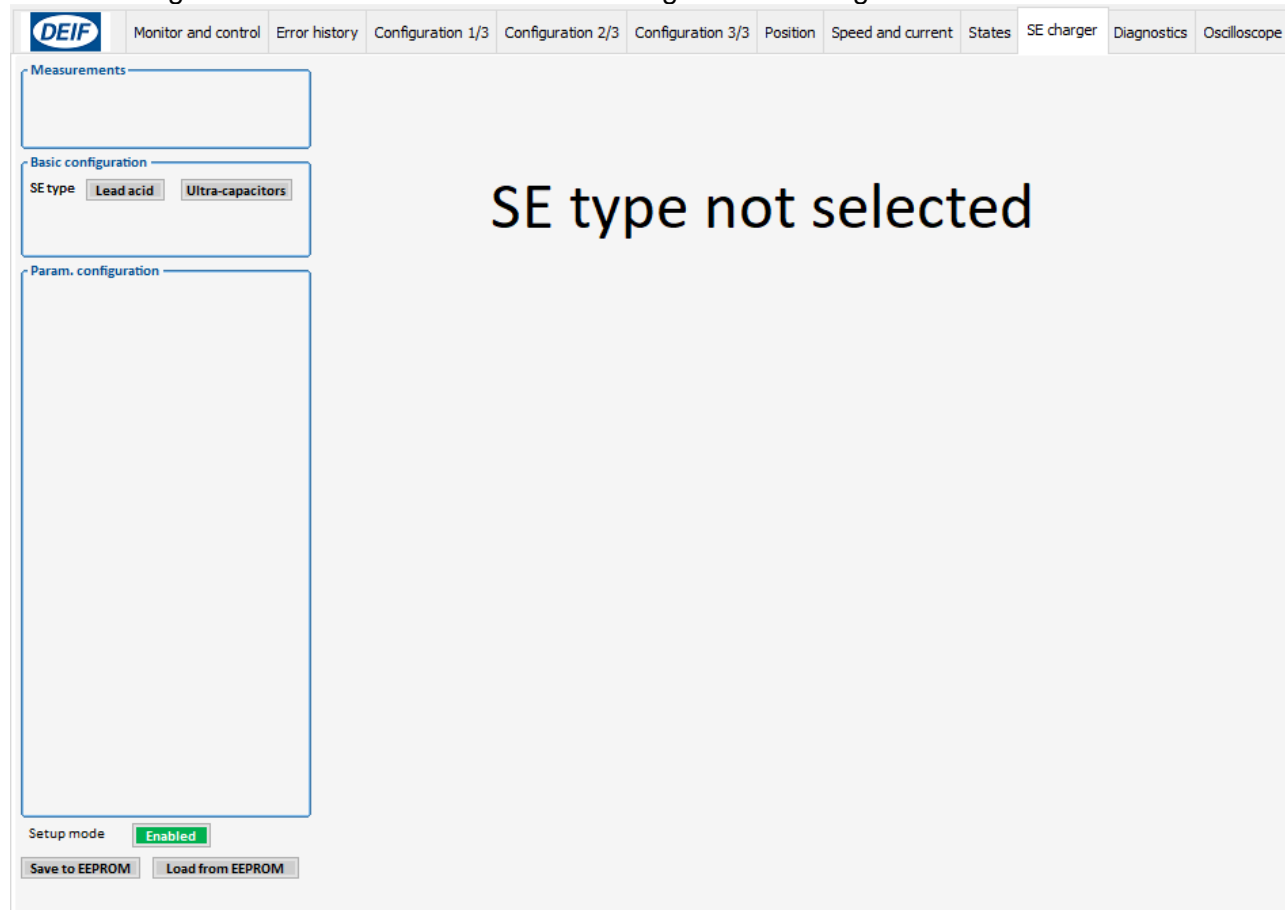 DEIF Monitor and control Error history Configuration 1/3 Configuration 2/3 Configuration 3/3 Position Speed and current States SE charger Diagnostics Oscilloscope
Measurements
Basic configuration
SE type Lead acid Ultra-capacitors
SE type not selected
Param. configuration
Setup mode Enabled
Save to EEPROM Load from EEPROM